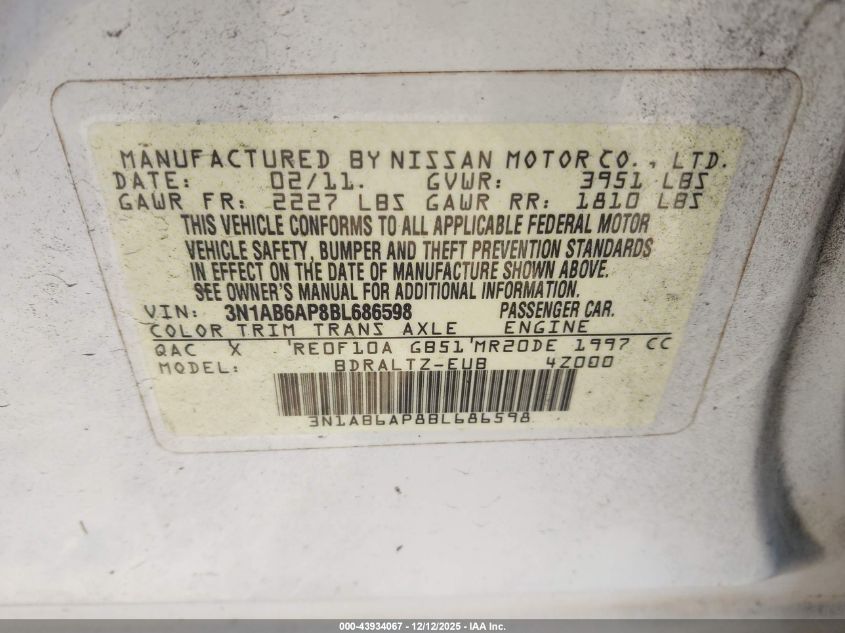 MANUFACTURED BY NISSAN MOTOR CO., LTD.
DATE: 02/11. GVWR: 3951 LBS
GAWR FR: 2227 LBS GAWR RR: 1810 LBS
THIS VEHICLE CONFORMS TO ALL APPLICABLE FEDERAL MOTOR
VEHICLE SAFETY, BUMPER AND THEFT PREVENTION STANDARDS
IN EFFECT ON THE DATE OF MANUFACTURE SHOWN ABOVE.
SEE OWNER'S MANUAL FOR ADDITIONAL INFORMATION.
VIN: 3N1AB6AP8BL686598 PASSENGER CAR.
COLOR TRIM TRANS AXLE ENGINE
QAC X 'RE0F10A GB51'MR20DE 1997 CC
MODEL: BDRALTZ-EUB 4Z000
3N1AB6AP8BL686598
000-43934067 - 12/12/2025 - IAA Inc.